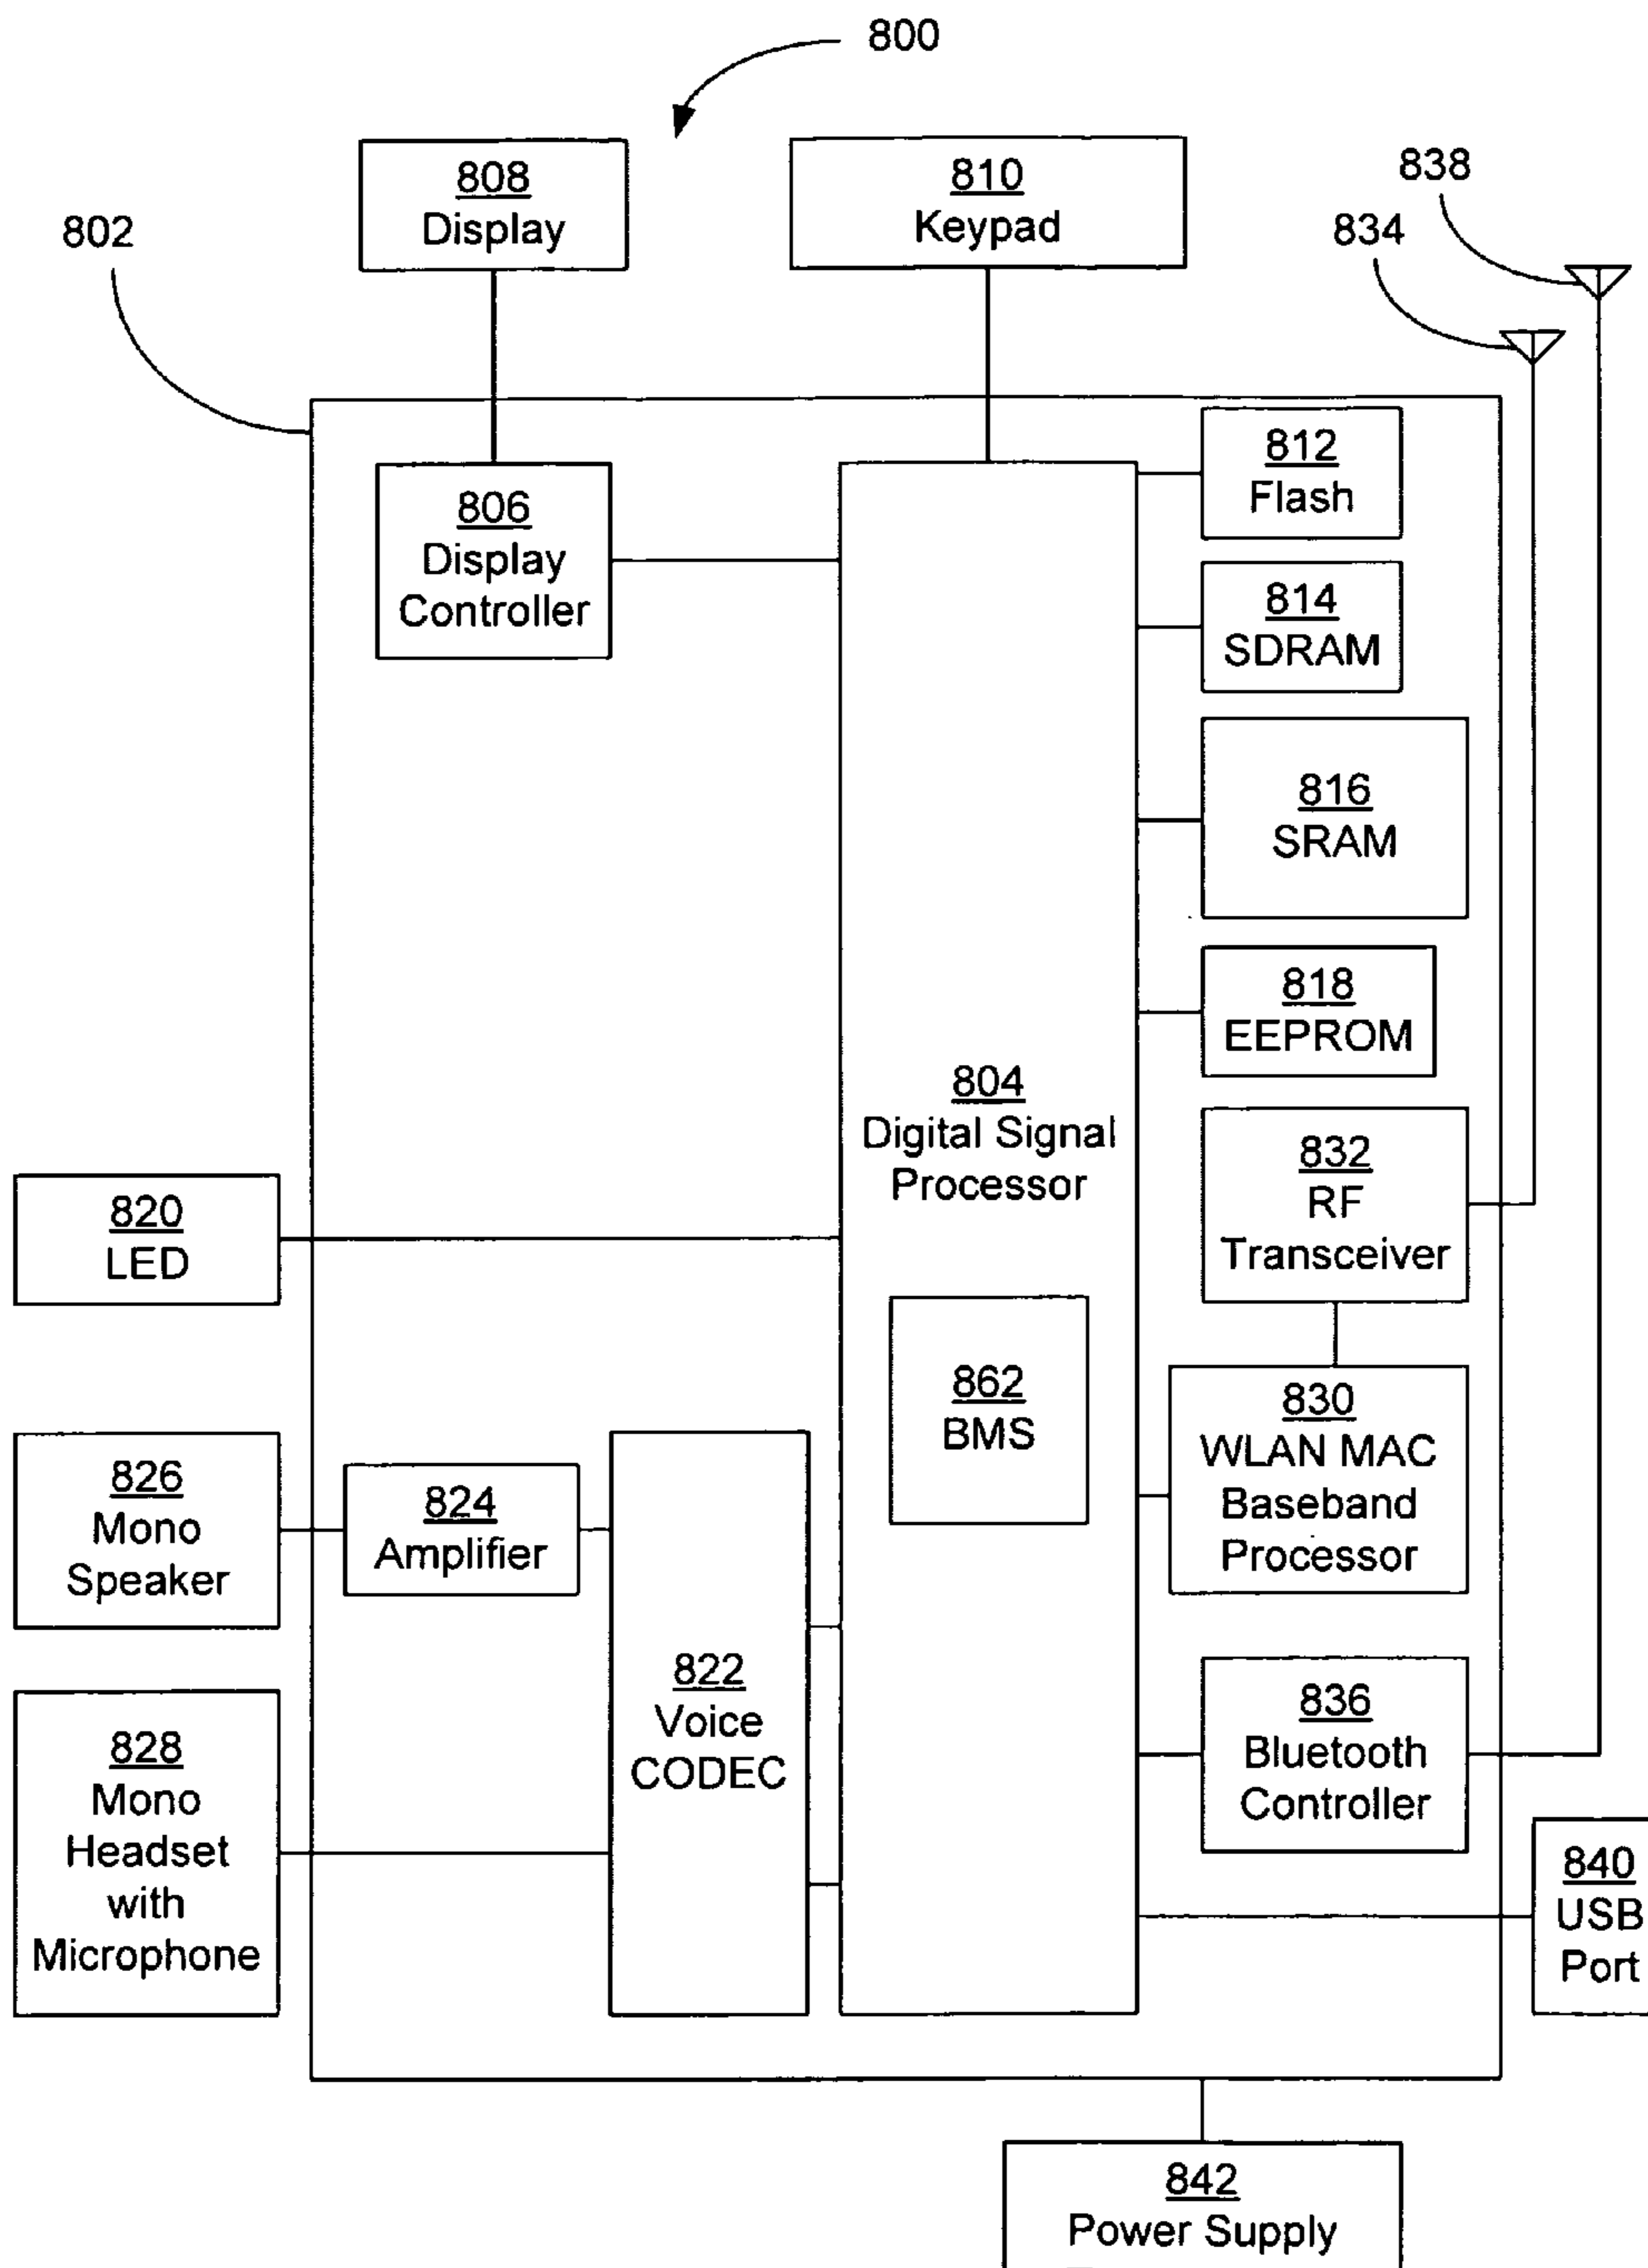 800
808
Display
810
Keypad
838
834
802
812
Flash
806
Display
Controller
814
SDRAM
816
SRAM
818
EEPROM
804
Digital Signal
Processor
832
RF
Transceiver
820
LED
862
BMS
830
WLAN MAC
Baseband
Processor
826
Mono
Speaker
824
Amplifier
822
Voice
CODEC
836
Bluetooth
Controller
828
Mono
Headset
with
Microphone
840
USB
Port
842
Power Supply